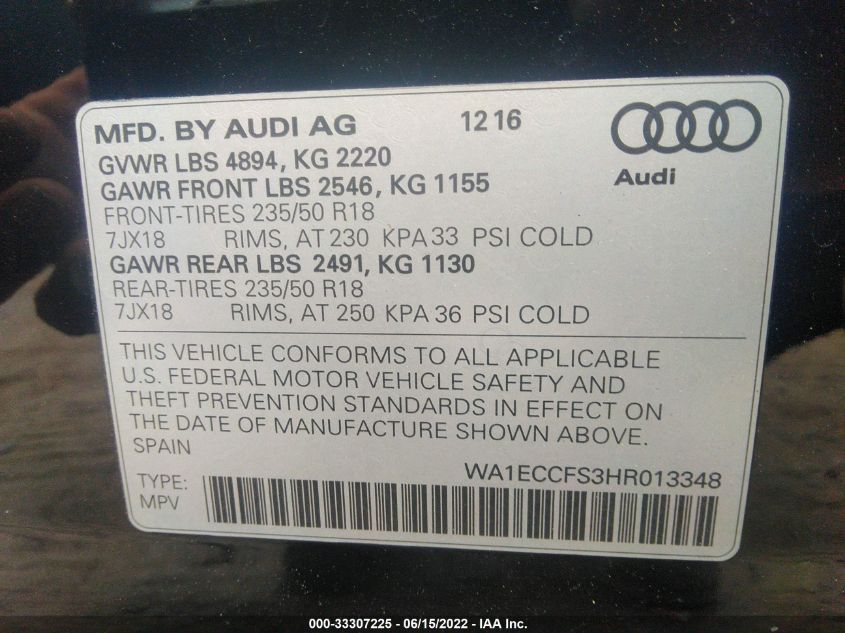 MFD. BY AUDI AG 12 16
GVWR LBS 4894, KG 2220
GAWR FRONT LBS 2546, KG 1155
Audi
FRONT-TIRES 235/50 R18
7JX18 RIMS, AT 230 KPA 33 PSI COLD
GAWR REAR LBS 2491, KG 1130
REAR-TIRES 235/50 R18
7JX18 RIMS, AT 250 KPA 36 PSI COLD
THIS VEHICLE CONFORMS TO ALL APPLICABLE
U.S. FEDERAL MOTOR VEHICLE SAFETY AND
THEFT PREVENTION STANDARDS IN EFFECT ON
THE DATE OF MANUFACTURE SHOWN ABOVE.
SPAIN
WA1ECCFS3HR013348
TYPE:
MPV
000-33307225 - 06/15/2022 - IAA Inc.